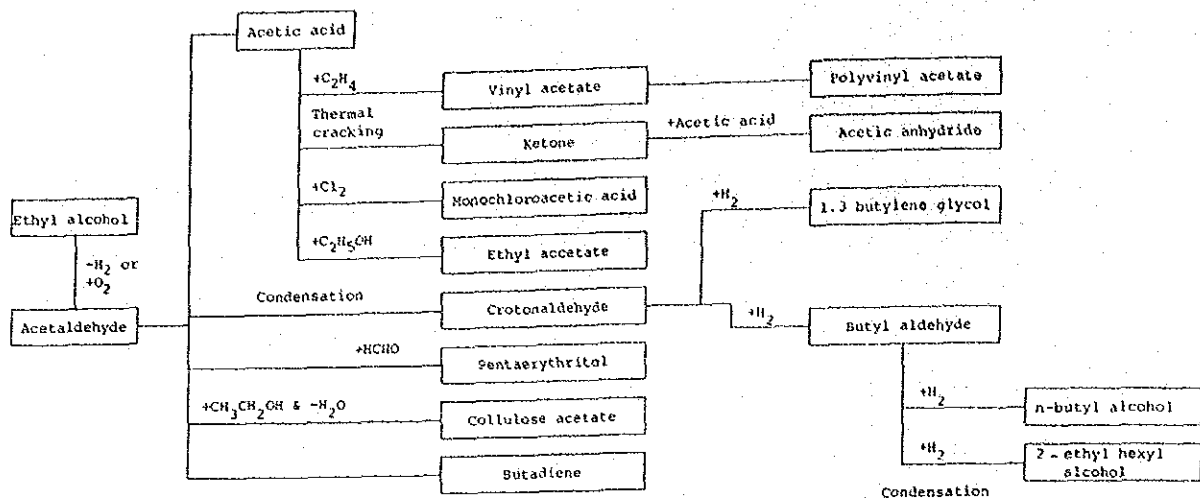 Acetic acid
+C2H4
Vinyl acetate
Polyvinyl acetate
Thermal
cracking
Ketone
+Acetic acid
Acetic anhydride
+Cl2
Monochloroacetic acid
+H2
1.3 butylene glycol
Ethyl alcohol
+C2H5OH
Ethyl accetate
-H2 or
+O2
Condensation
Crotonaldehyde
Acetaldehyde
+H2
Butyl aldehyde
+HCHO
Pentaerythritol
+CH3CH2OH & -H2O
Collulose acetate
+H2
n-butyl alcohol
Butadiene
+H2
2-ethyl hexyl
alcohol
Condensation